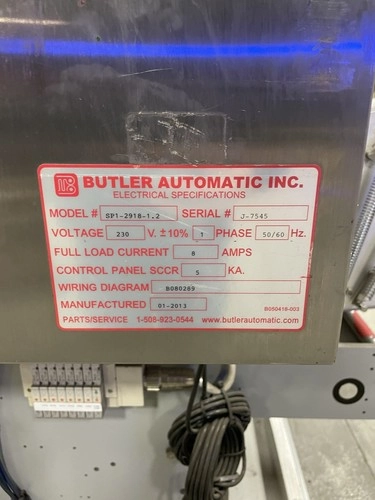 BUTLER AUTOMATIC INC.
ELECTRICAL SPECIFICATIONS
MODEL # SP1-2918-1.2 SERIAL # J-7545
VOLTAGE 230 V. ±10% 1 PHASE 50/60 Hz.
FULL LOAD CURRENT 8 AMPS
CONTROL PANEL SCCR 5 KA.
WIRING DIAGRAM B080269
MANUFACTURED 01-2013
B050416-003
PARTS/SERVICE 1-508-923-0544 www.butlerautomatic.com